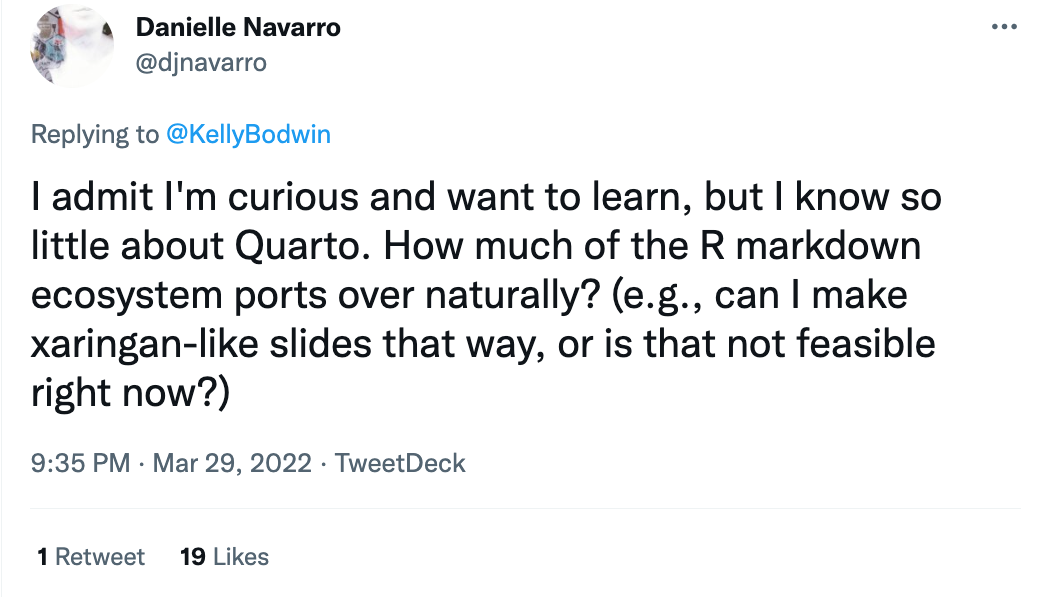 Danielle Navarro
@djnavarro
Replying to @KellyBodwin
I admit I'm curious and want to learn, but I know so
little about Quarto. How much of the R markdown
ecosystem ports over naturally? (e.g., can I make
xaringan-like slides that way, or is that not feasible
right now?)
9:35 PM · Mar 29, 2022 · TweetDeck
1 Retweet 19 Likes